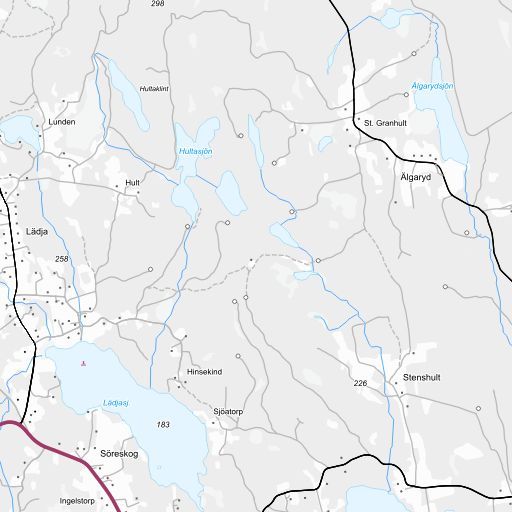 298
Hultaklint
Älgarydsjön
Lunden
St. Granhult
Hultasjön
Älgaryd
Hult
Lädja
258
Hinsekind
Stenshult
226
Lädjasj.
Sjöatorp
183
Söreskog
Ingelstorp